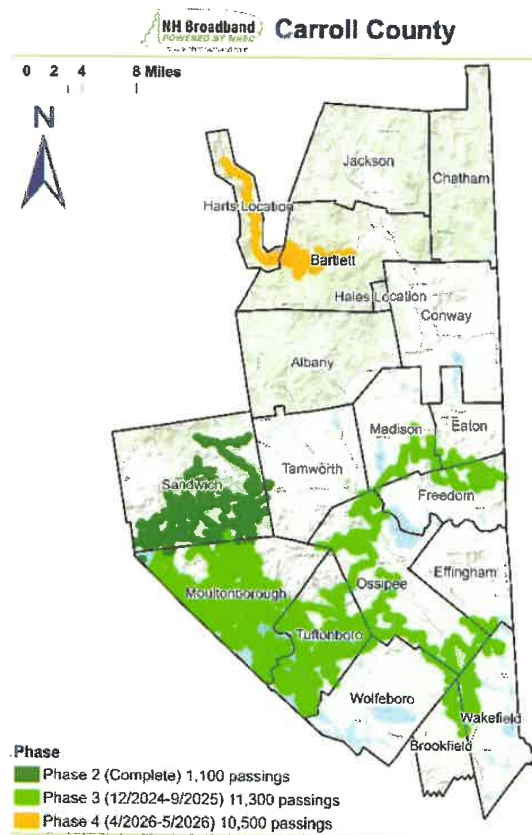 NH Broadband Carroll County
POWERED BY NHEC
0 2 4 8 Miles
N
Jackson
Chatham
Harts Location
Bartlett
Hales Location
Conway
Albany
Madison
Eaton
Tamworth
Sandwich
Freedom
Effingham
Moultonborough
Ossipee
Tuftonboro
Wolfeboro
Wakefield
Brookfield
Phase
Phase 2 (Complete) 1,100 passings
Phase 3 (12/2024-9/2025) 11,300 passings
Phase 4 (4/2026-5/2026) 10,500 passings